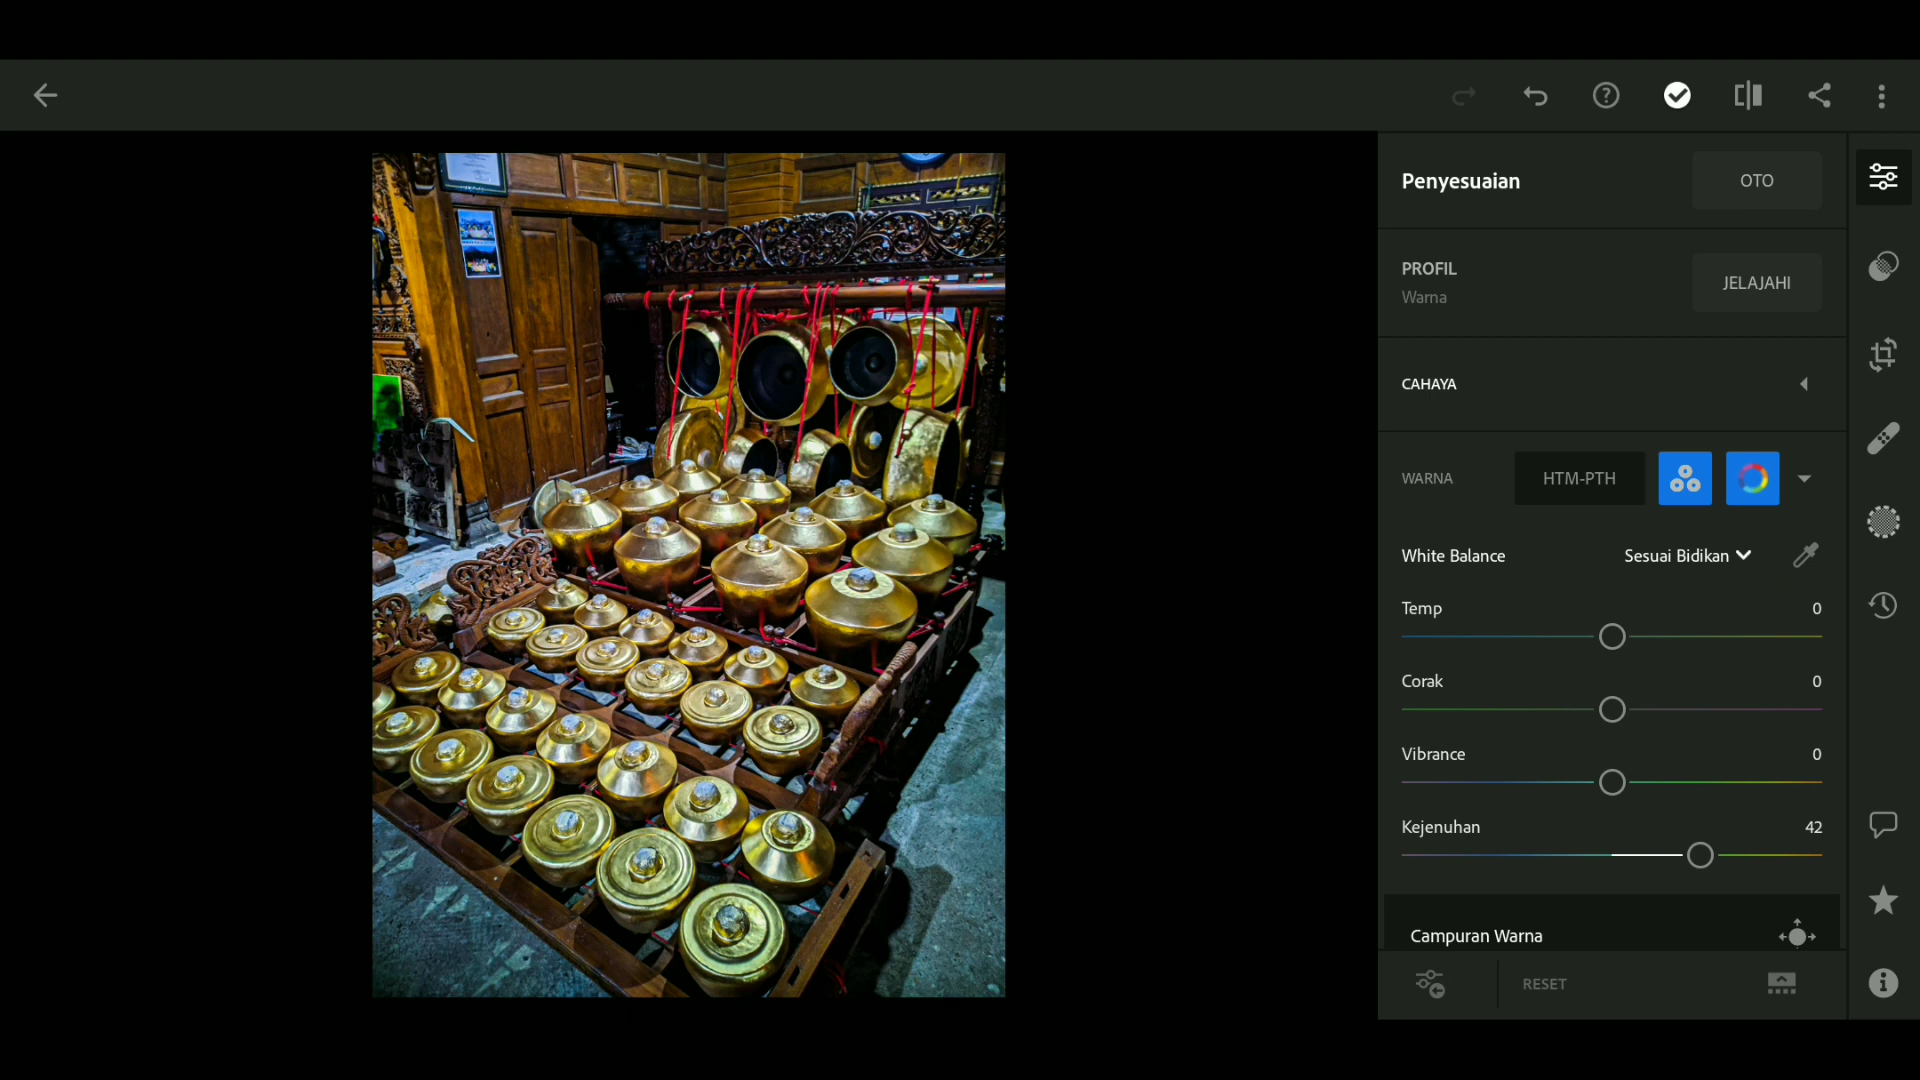 Penyesuaian
OTO
PROFIL
Warna
JELAJAHI
CAHAYA
WARNA
HTM-PTH
White Balance
Sesuai Bidikan
Temp
0
Corak
0
Vibrance
0
Kejenuhan
42
Campuran Warna
RESET